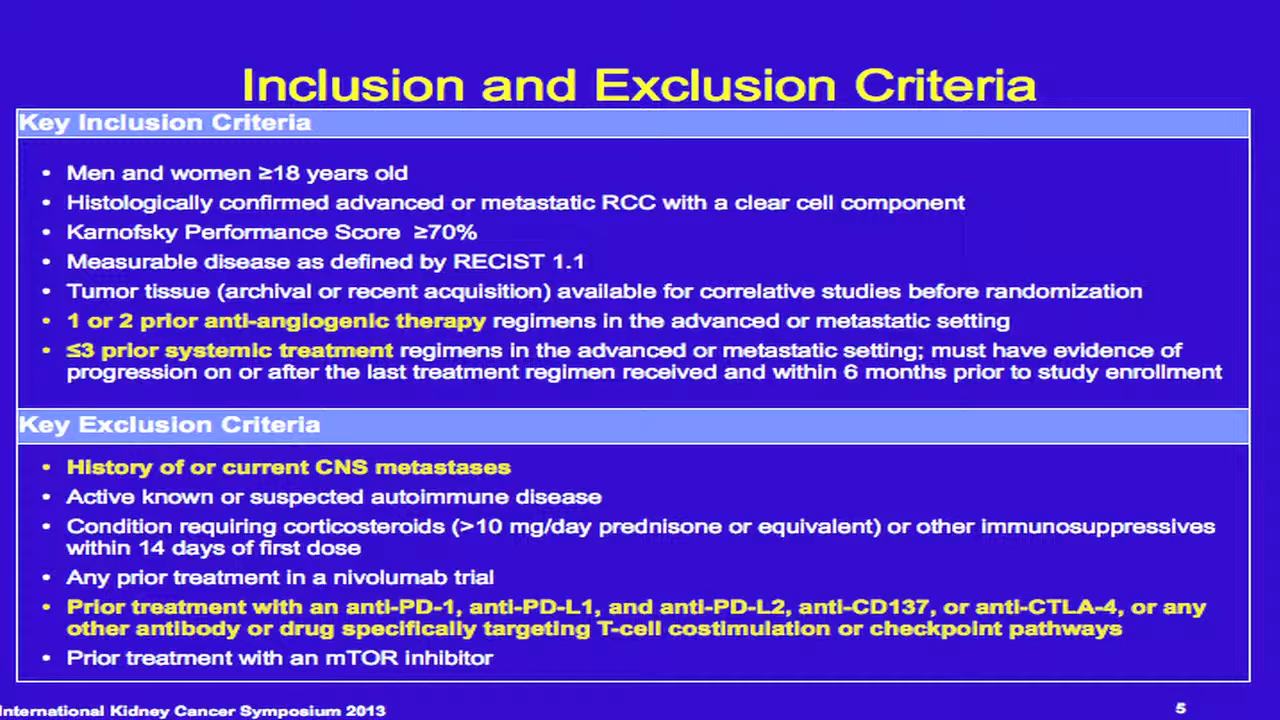 Inclusion and Exclusion Criteria
Key Inclusion Criteria
• Men and women ≥18 years old
• Histologically confirmed advanced or metastatic RCC with a clear cell component
• Karnofsky Performance Score ≥70%
• Measurable disease as defined by RECIST 1.1
• Tumor tissue (archival or recent acquisition) available for correlative studies before randomization
• 1 or 2 prior anti-angiogenic therapy regimens in the advanced or metastatic setting
• ≤3 prior systemic treatment regimens in the advanced or metastatic setting; must have evidence of
progression on or after the last treatment regimen received and within 6 months prior to study enrollment
Key Exclusion Criteria
• History of or current CNS metastases
• Active known or suspected autoimmune disease
• Condition requiring corticosteroids (>10 mg/day prednisone or equivalent) or other immunosuppressives
within 14 days of first dose
• Any prior treatment in a nivolumab trial
• Prior treatment with an anti-PD-1, anti-PD-L1, and anti-PD-L2, anti-CD137, or anti-CTLA-4, or any
other antibody or drug specifically targeting T-cell costimulation or checkpoint pathways
• Prior treatment with an mTOR inhibitor
International Kidney Cancer Symposium 2013
5